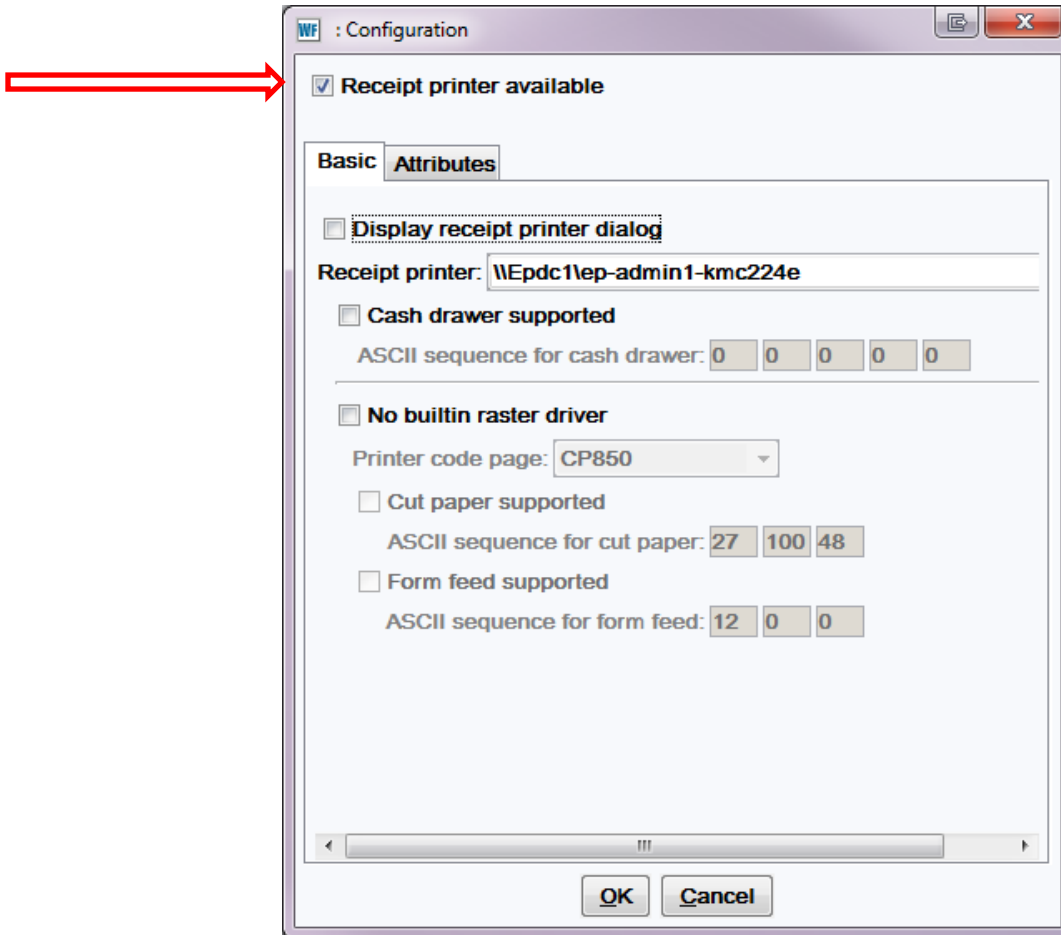 WF : Configuration
Receipt printer available
Basic Attributes
Display receipt printer dialog
Receipt printer: \\Epdc1\ep-admin1-kmc224e
Cash drawer supported
ASCII sequence for cash drawer: 0 0 0 0 0
No builtin raster driver
Printer code page: CP850
Cut paper supported
ASCII sequence for cut paper: 27 100 48
Form feed supported
ASCII sequence for form feed: 12 0 0
OK Cancel